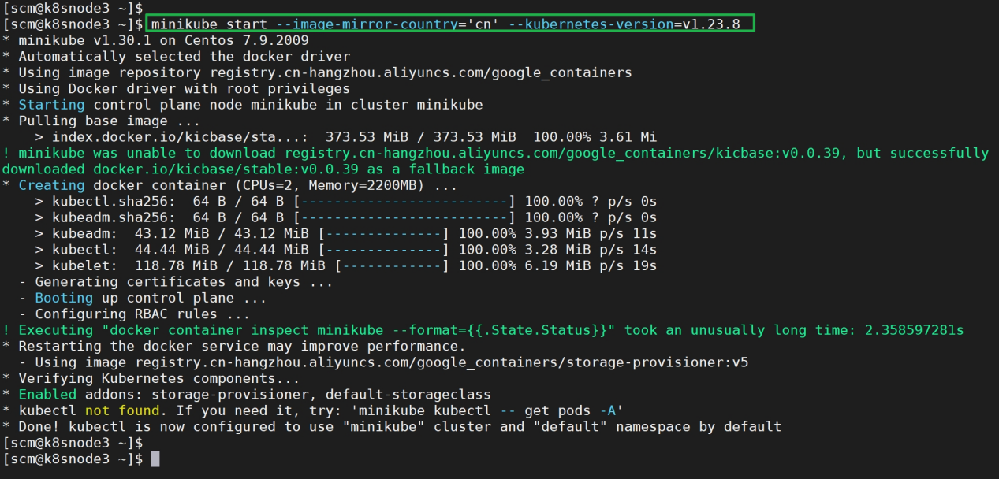 [scm@k8snode3 ~]$
[scm@k8snode3 ~]$ minikube start --image-mirror-country='cn' --kubernetes-version=v1.23.8
* minikube v1.30.1 on Centos 7.9.2009
* Automatically selected the docker driver
* Using image repository registry.cn-hangzhou.aliyuncs.com/google_containers
* Using Docker driver with root privileges
* Starting control plane node minikube in cluster minikube
* Pulling base image ...
    > index.docker.io/kicbase/sta...:  373.53 MiB / 373.53 MiB  100.00% 3.61 Mi
! minikube was unable to download registry.cn-hangzhou.aliyuncs.com/google_containers/kicbase:v0.0.39, but successfully
downloaded docker.io/kicbase/stable:v0.0.39 as a fallback image
* Creating docker container (CPUs=2, Memory=2200MB) ...
    > kubectl.sha256:  64 B / 64 B [-------------------------] 100.00% ? p/s 0s
    > kubeadm.sha256:  64 B / 64 B [-------------------------] 100.00% ? p/s 0s
    > kubeadm:  43.12 MiB / 43.12 MiB [--------------] 100.00% 3.93 MiB p/s 11s
    > kubectl:  44.44 MiB / 44.44 MiB [--------------] 100.00% 3.28 MiB p/s 14s
    > kubelet:  118.78 MiB / 118.78 MiB [------------] 100.00% 6.19 MiB p/s 19s
  - Generating certificates and keys ...
  - Booting up control plane ...
  - Configuring RBAC rules ...
! Executing "docker container inspect minikube --format={{.State.Status}}" took an unusually long time: 2.358597281s
* Restarting the docker service may improve performance.
  - Using image registry.cn-hangzhou.aliyuncs.com/google_containers/storage-provisioner:v5
* Verifying Kubernetes components...
* Enabled addons: storage-provisioner, default-storageclass
* kubectl not found. If you need it, try: 'minikube kubectl -- get pods -A'
* Done! kubectl is now configured to use "minikube" cluster and "default" namespace by default
[scm@k8snode3 ~]$
[scm@k8snode3 ~]$